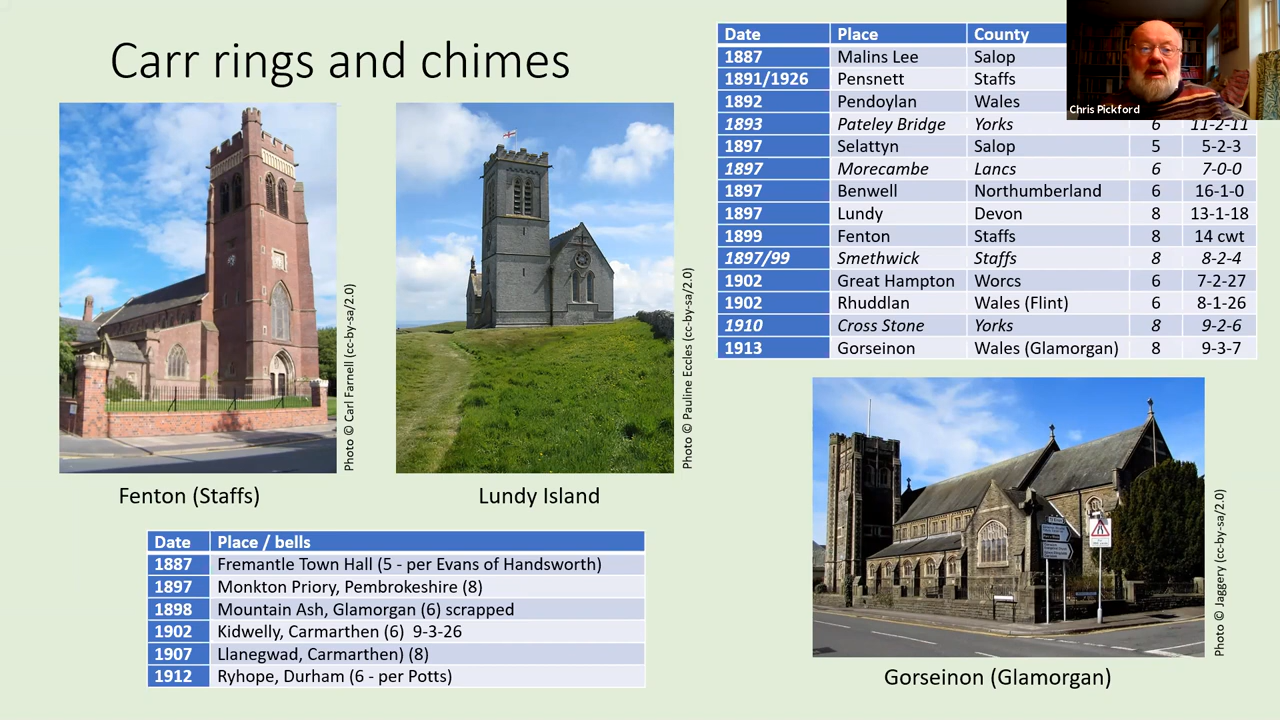 Carr rings and chimes
Date Place County
1887 Malins Lee Salop
1891/1926 Pensnett Staffs
1892 Pendoylan Wales
1893 Pateley Bridge Yorks 6 11-2-11
1897 Selattyn Salop 5 5-2-3
1897 Morecambe Lancs 6 7-0-0
1897 Benwell Northumberland 6 16-1-0
1897 Lundy Devon 8 13-1-18
1899 Fenton Staffs 8 14 cwt
1897/99 Smethwick Staffs 8 8-2-4
1902 Great Hampton Worcs 6 7-2-27
1902 Rhuddlan Wales (Flint) 6 8-1-26
1910 Cross Stone Yorks 8 9-2-6
1913 Gorseinon Wales (Glamorgan) 8 9-3-7
Chris Pickford
Photo © Carl Farnell (cc-by-sa/2.0)
Photo © Pauline Eccles (cc-by-sa/2.0)
Fenton (Staffs)
Lundy Island
Date Place / bells
1887 Fremantle Town Hall (5 - per Evans of Handsworth)
1897 Monkton Priory, Pembrokeshire (8)
1898 Mountain Ash, Glamorgan (6) scrapped
1902 Kidwelly, Carmarthen (6) 9-3-26
1907 Llanegwad, Carmarthen) (8)
1912 Ryhope, Durham (6 - per Potts)
Photo © Jaggery (cc-by-sa/2.0)
Gorseinon (Glamorgan)